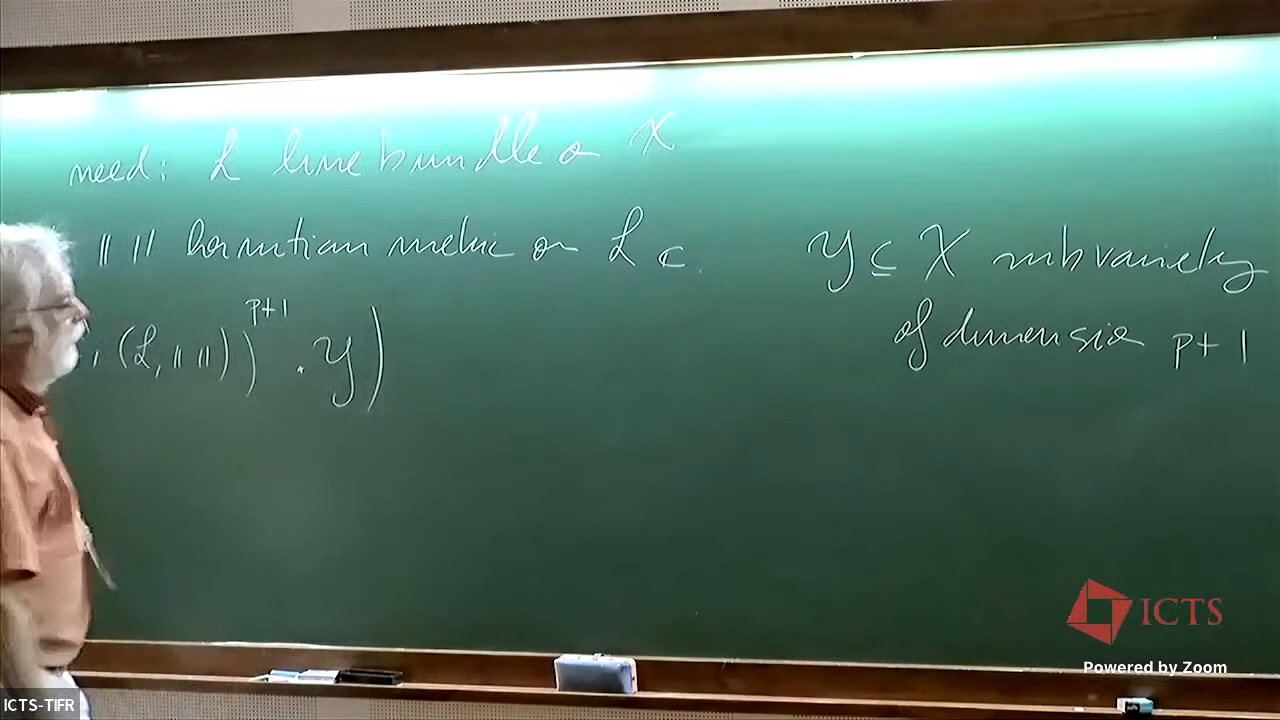 need: L line bundle on X
‖ ‖ hermitian metric on L_C.
, (L, ‖ ‖))^{p+1} . Y)
Y ⊆ X subvariety
of dimension p+1
ICTS
Powered by Zoom
ICTS-TIFR